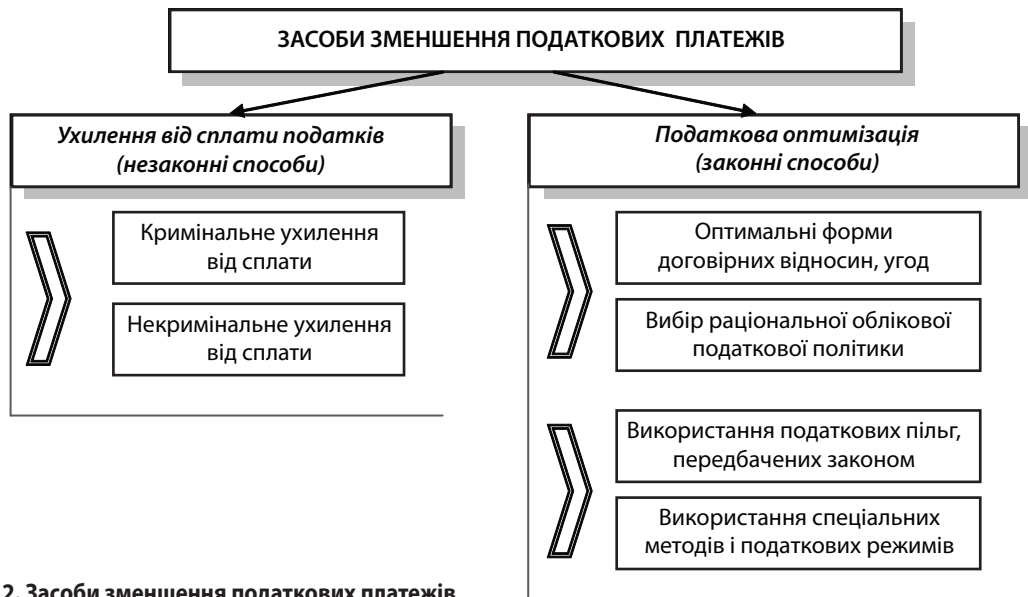 ЗАСОБИ ЗМЕНШЕННЯ ПОДАТКОВИХ ПЛАТЕЖІВ
Ухилення від сплати податків
(незаконні способи)
Кримінальне ухилення
від сплати
Некримінальне ухилення
від сплати
Податкова оптимізація
(законні способи)
Оптимальні форми
договірних відносин, угод
Вибір раціональної облікової
податкової політики
Використання податкових пільг,
передбачених законом
Використання спеціальних
методів і податкових режимів
2. Засоби зменшення податкових платежів